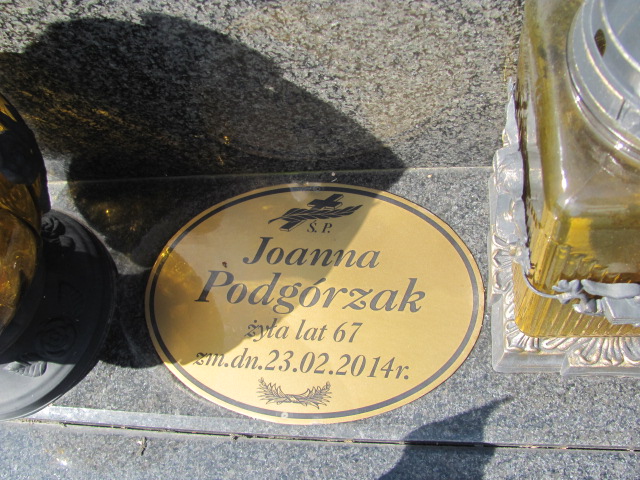 Ś.P.
Joanna
Podgórzak
żyła lat 67
zm.dn.23.02.2014r.